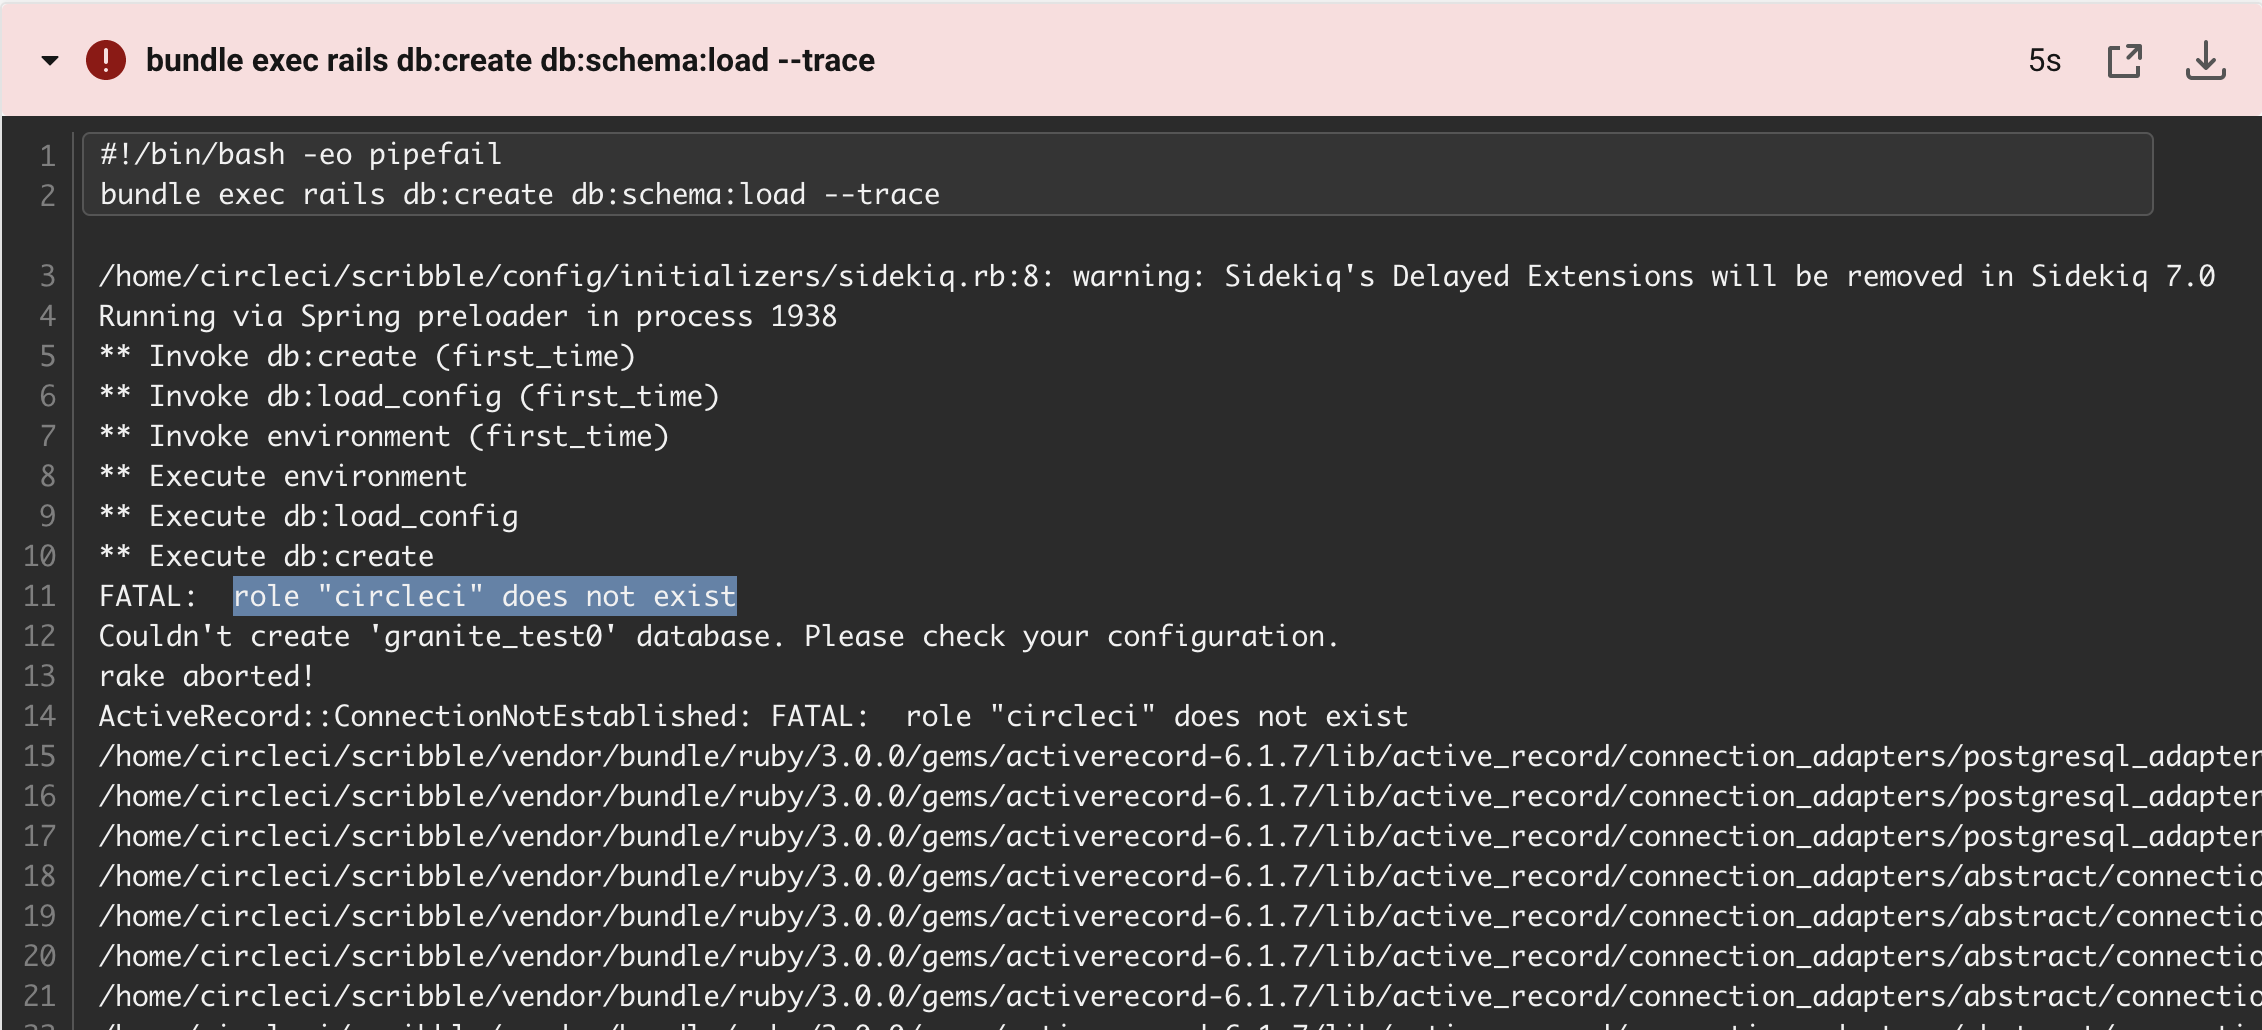 bundle exec rails db:create db:schema:load --trace
5s
1 #!/bin/bash -eo pipefail
2 bundle exec rails db:create db:schema:load --trace
3 /home/circleci/scribble/config/initializers/sidekiq.rb:8: warning: Sidekiq's Delayed Extensions will be removed in Sidekiq 7.0
4 Running via Spring preloader in process 1938
5 ** Invoke db:create (first_time)
6 ** Invoke db:load_config (first_time)
7 ** Invoke environment (first_time)
8 ** Execute environment
9 ** Execute db:load_config
10 ** Execute db:create
11 FATAL:  role "circleci" does not exist
12 Couldn't create 'granite_test0' database. Please check your configuration.
13 rake aborted!
14 ActiveRecord::ConnectionNotEstablished: FATAL:  role "circleci" does not exist
15 /home/circleci/scribble/vendor/bundle/ruby/3.0.0/gems/activerecord-6.1.7/lib/active_record/connection_adapters/postgresql_adapter
16 /home/circleci/scribble/vendor/bundle/ruby/3.0.0/gems/activerecord-6.1.7/lib/active_record/connection_adapters/postgresql_adapter
17 /home/circleci/scribble/vendor/bundle/ruby/3.0.0/gems/activerecord-6.1.7/lib/active_record/connection_adapters/postgresql_adapter
18 /home/circleci/scribble/vendor/bundle/ruby/3.0.0/gems/activerecord-6.1.7/lib/active_record/connection_adapters/abstract/connectio
19 /home/circleci/scribble/vendor/bundle/ruby/3.0.0/gems/activerecord-6.1.7/lib/active_record/connection_adapters/abstract/connectio
20 /home/circleci/scribble/vendor/bundle/ruby/3.0.0/gems/activerecord-6.1.7/lib/active_record/connection_adapters/abstract/connectio
21 /home/circleci/scribble/vendor/bundle/ruby/3.0.0/gems/activerecord-6.1.7/lib/active_record/connection_adapters/abstract/connectio